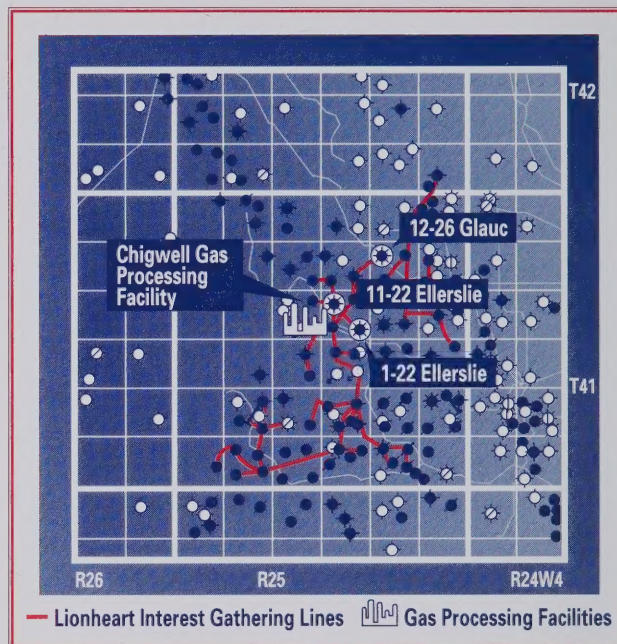 T42
12-26 Glauc
Chigwell Gas
Processing
Facility
11-22 Ellerslie
1-22 Ellerslie
T41
R26
R25
R24W4
Lionheart Interest Gathering Lines
Gas Processing Facilities